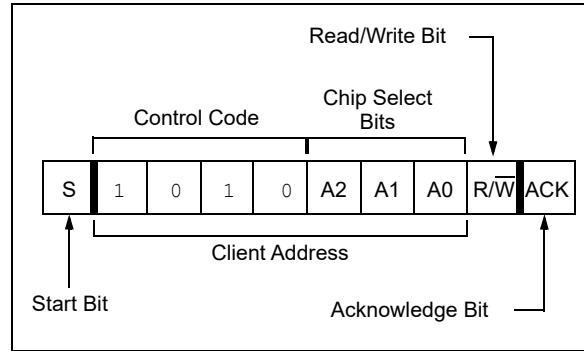 Read/Write Bit
Chip Select
Bits
Control Code
S 1 0 1 0 A2 A1 A0 R/W̅ ACK
Client Address
Start Bit
Acknowledge Bit